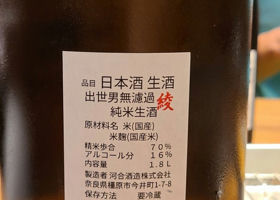 品目 日本酒 生酒
出世男無濾過
綾
純米生酒
原材料名 米(国産)
米麹(国産米)
精米歩合 70%
アルコール分 16%
内容量 1.8L
製造者 河合酒造株式会社
奈良県橿原市今井町1-7-8
保存方法 要冷蔵